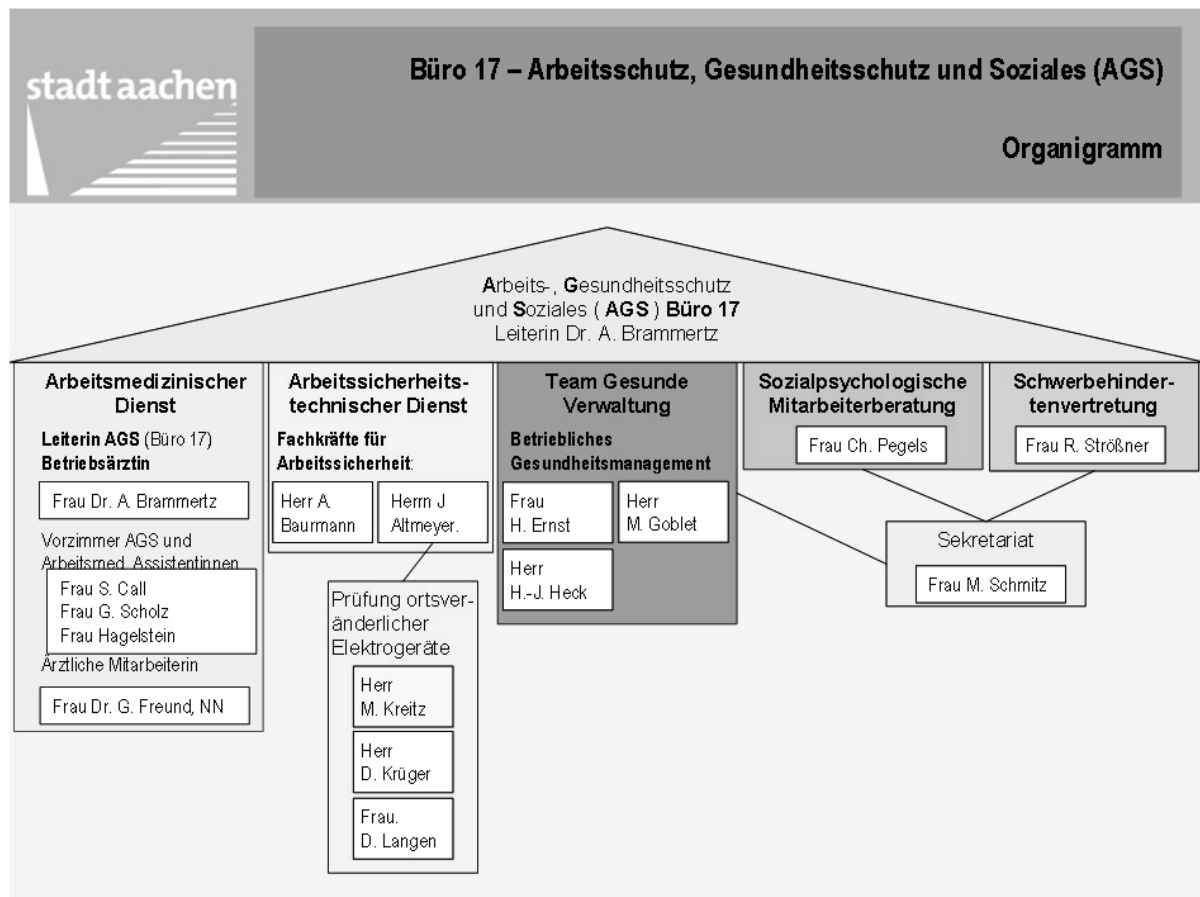 stadt aachen
Büro 17 – Arbeitsschutz, Gesundheitsschutz und Soziales (AGS)
Organigramm
Arbeits-, Gesundheitsschutz
und Soziales ( AGS ) Büro 17
Leiterin Dr. A. Brammertz
Arbeitsmedizinischer
Dienst
Leiterin AGS (Büro 17)
Betriebsärztin
Frau Dr. A. Brammertz
Vorzimmer AGS und
Arbeitsmed. Assistentinnen
Frau S. Call
Frau G. Scholz
Frau Hagelstein
Ärztliche Mitarbeiterin
Frau Dr. G. Freund, NN
Arbeitssicherheits-
technischer Dienst
Fachkräfte für
Arbeitssicherheit:
Herr A.
Baurmann
Herrn J
Altmeyer.
Prüfung ortsver-
änderlicher
Elektrogeräte
Herr
M. Kreitz
Herr
D. Krüger
Frau.
D. Langen
Team Gesunde
Verwaltung
Betriebliches
Gesundheitsmanagement
Frau
H. Ernst
Herr
M. Goblet
Herr
H.-J. Heck
Sozialpsychologische
Mitarbeiterberatung
Frau Ch. Pegels
Schwerbehinder-
tenvertretung
Frau R. Strößner
Sekretariat
Frau M. Schmitz